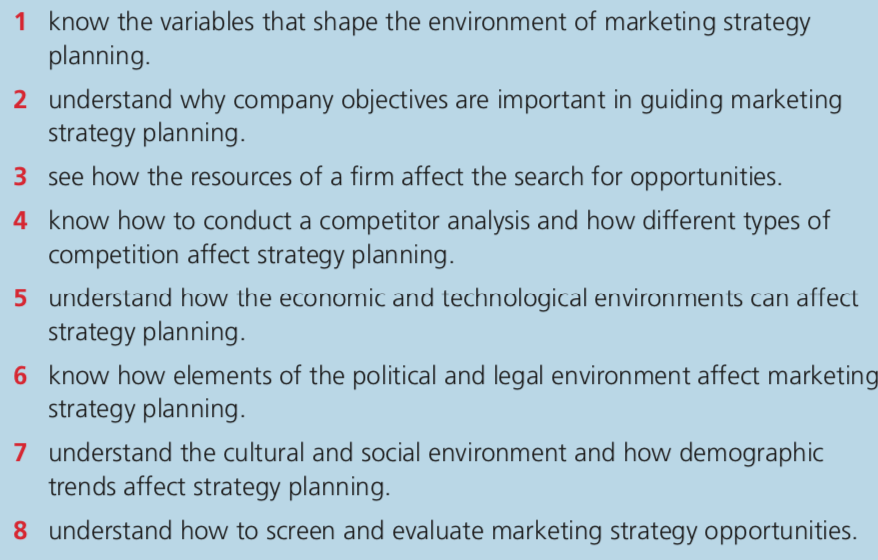 1 know the variables that shape the environment of marketing strategy
planning.
2 understand why company objectives are important in guiding marketing
strategy planning.
3 see how the resources of a firm affect the search for opportunities.
4 know how to conduct a competitor analysis and how different types of
competition affect strategy planning.
5 understand how the economic and technological environments can affect
strategy planning.
6 know how elements of the political and legal environment affect marketing
strategy planning.
7 understand the cultural and social environment and how demographic
trends affect strategy planning.
8 understand how to screen and evaluate marketing strategy opportunities.